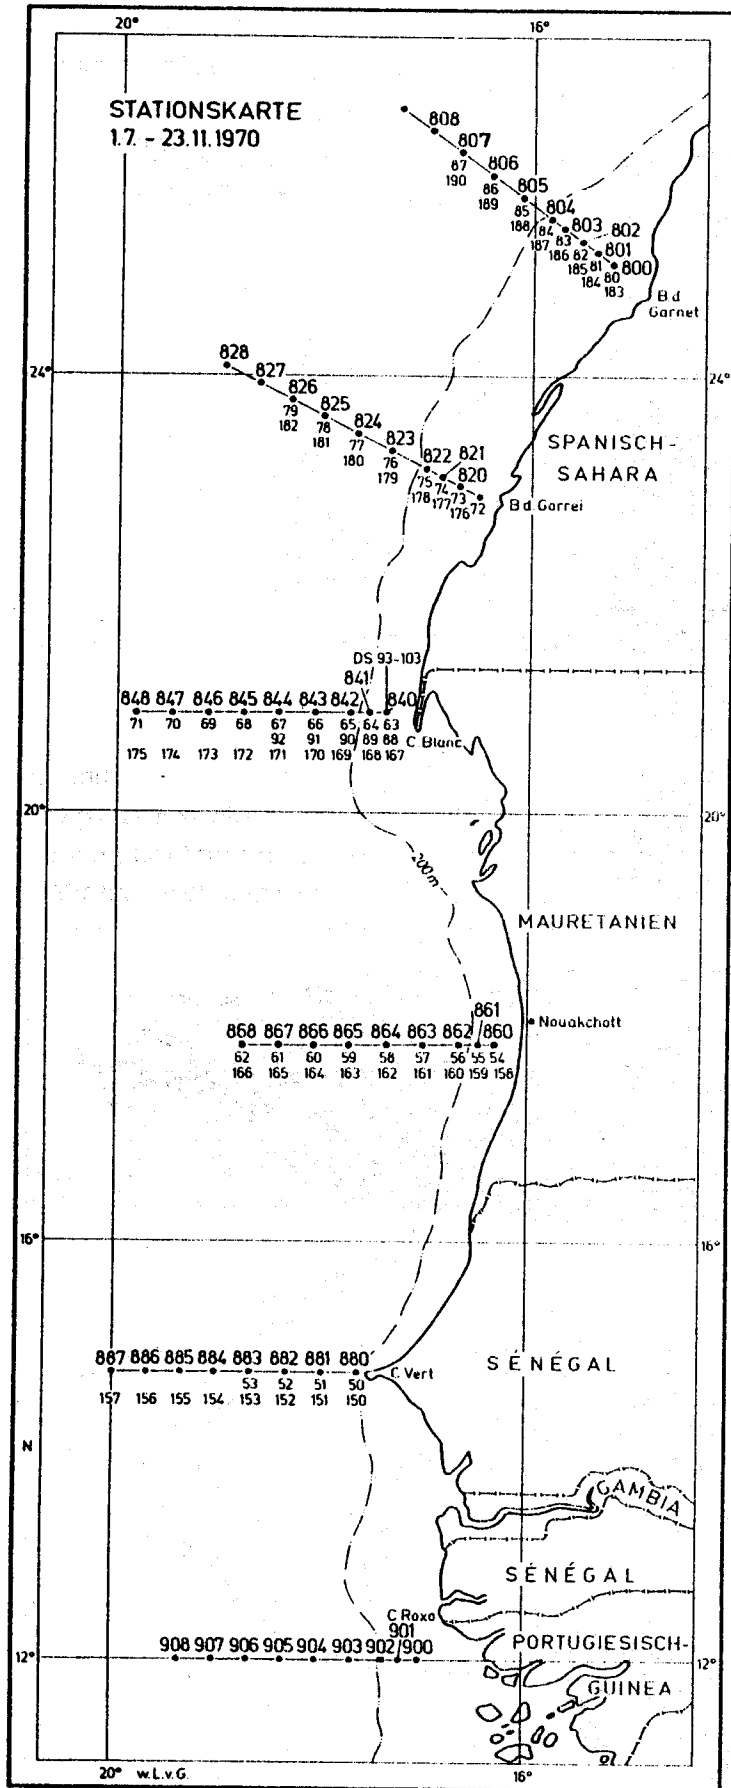 20°
16°
STATIONSKARTE
1.7. - 23.11.1970
808
807
87
190
806
86
189
805
85
188
804
84
187
803
83
186
802
82
185
801
81
184
800
80
183
B.d.
Garnet
24°
24°
828
827
826
79
182
825
78
181
824
77
180
823
76
179
822
75
178
821
74
177
820
73
176
72
B.d. Gorrei
SPANISCH-
SAHARA
DS 93-103
841
848 847 846 845 844 843 842 840
71 70 69 68 67 66 65 64 63
92 91 90 89 88
175 174 173 172 171 170 169 168 167
C. Blanc
20°
20°
200m
MAURETANIEN
861
868 867 866 865 864 863 862 860
62 61 60 59 58 57 56 55 54
166 165 164 163 162 161 160 159 158
Nouakchott
16°
16°
887 886 885 884 883 882 881 880
53 52 51 50
157 156 155 154 153 152 151 150
C. Vert
SÉNÉGAL
N
GAMBIA
SÉNÉGAL
C Roxo
901
908 907 906 905 904 903 902 900
PORTUGIESISCH-
GUINEA
12°
12°
20°
w.L.v.G.
16°